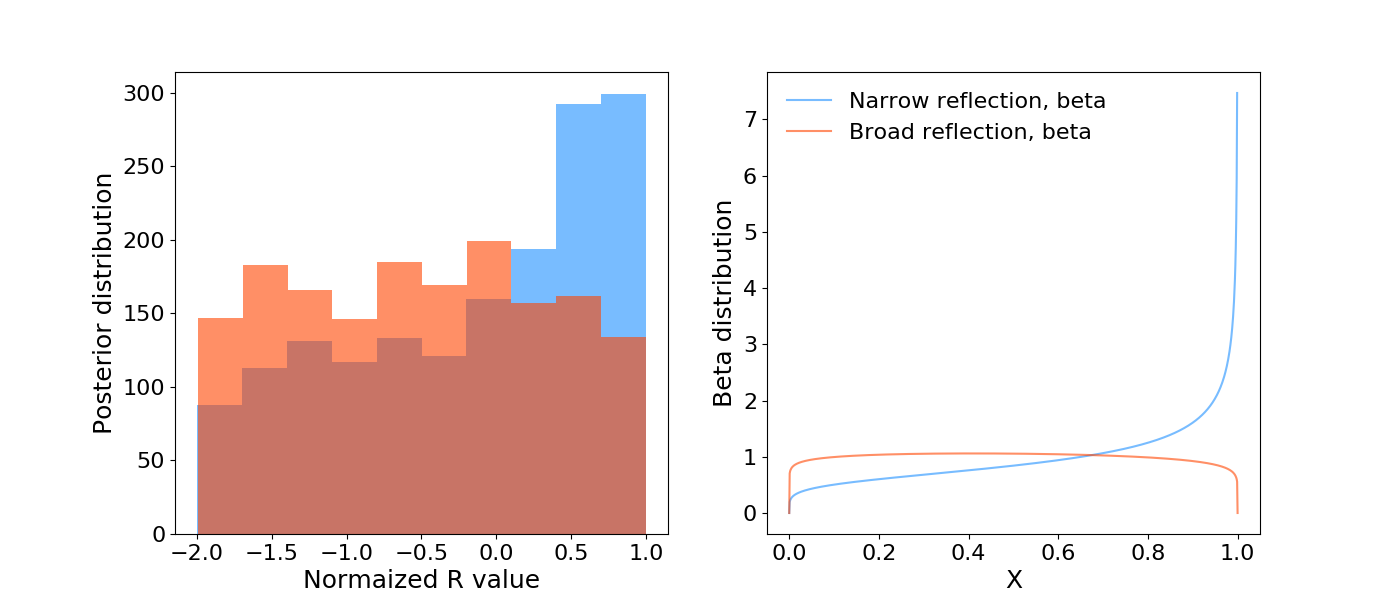 Posterior distribution
300
250
200
150
100
50
0
−2.0 −1.5 −1.0 −0.5 0.0 0.5 1.0
Normaized R value
Beta distribution
7
6
5
4
3
2
1
0
Narrow reflection, beta
Broad reflection, beta
0.0 0.2 0.4 0.6 0.8 1.0
X